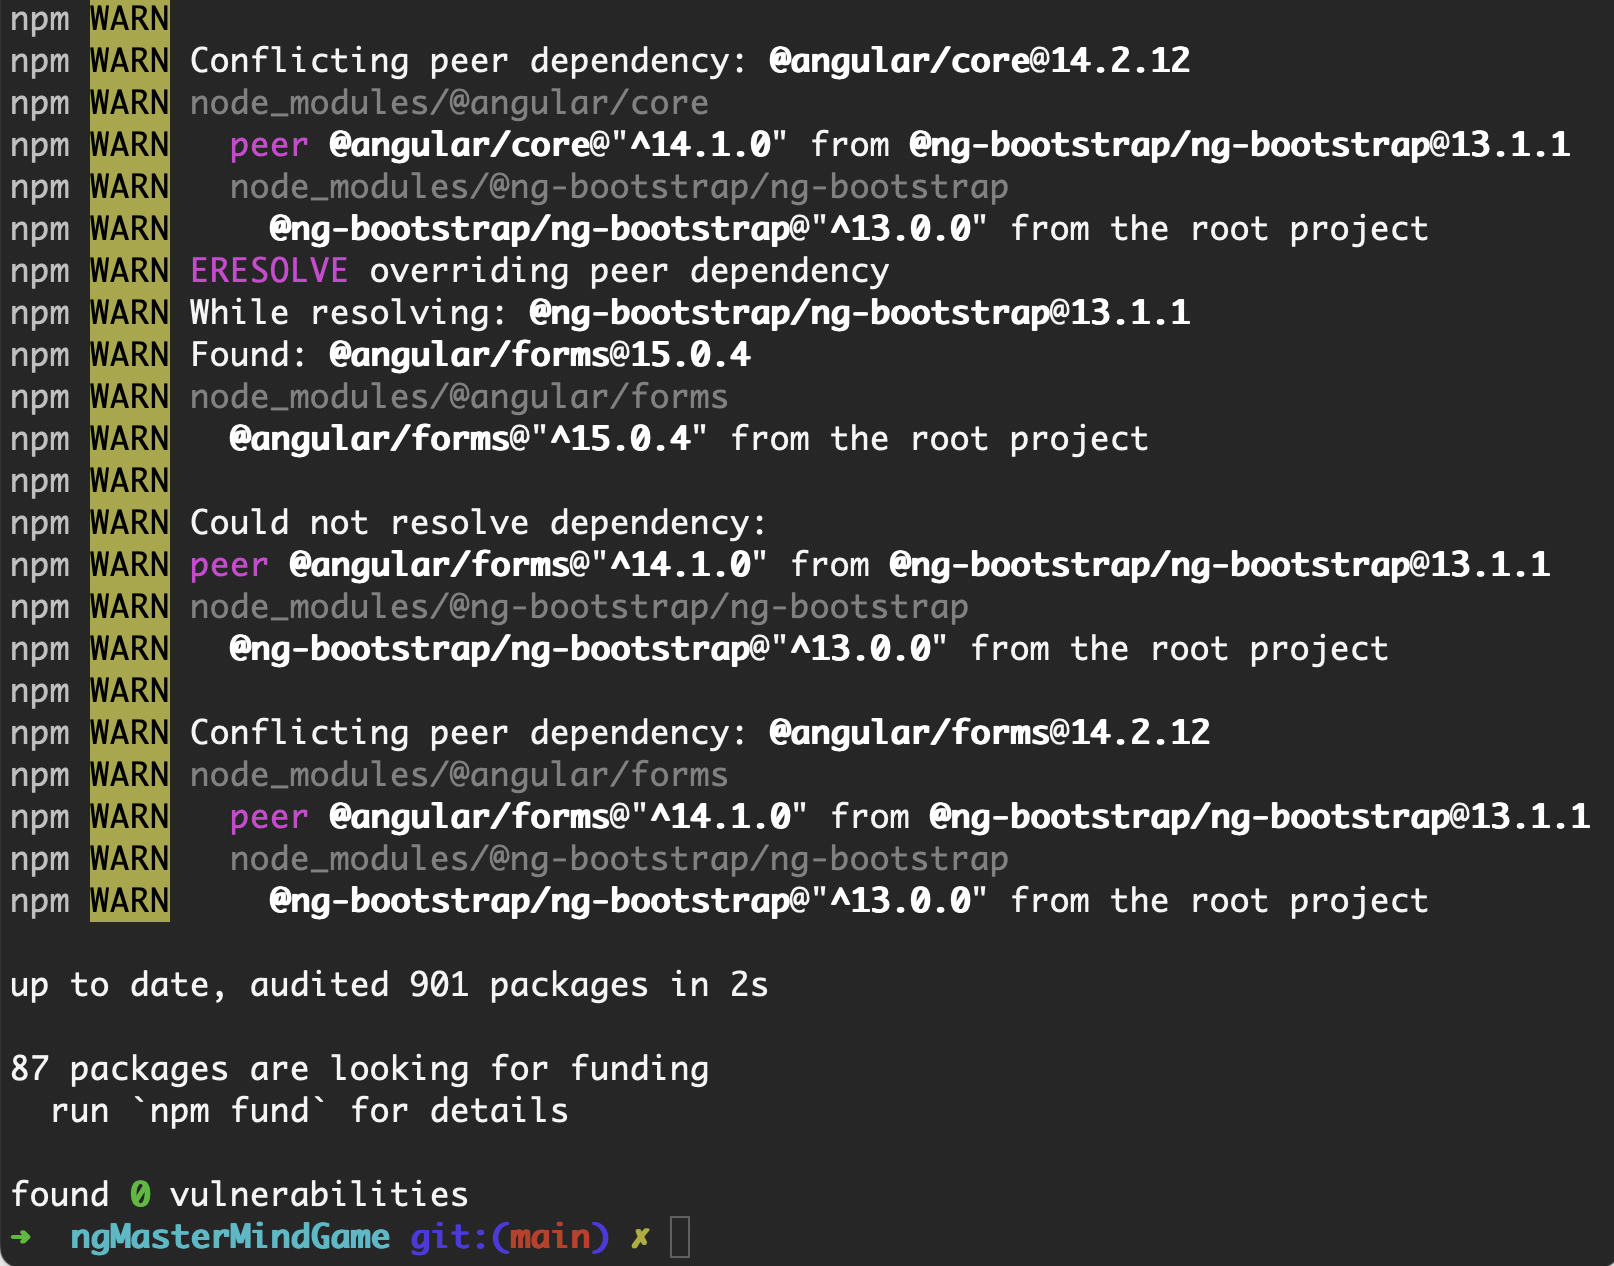 npm WARN
npm WARN Conflicting peer dependency: @angular/core@14.2.12
npm WARN node_modules/@angular/core
npm WARN   peer @angular/core@"^14.1.0" from @ng-bootstrap/ng-bootstrap@13.1.1
npm WARN   node_modules/@ng-bootstrap/ng-bootstrap
npm WARN     @ng-bootstrap/ng-bootstrap@"^13.0.0" from the root project
npm WARN ERESOLVE overriding peer dependency
npm WARN While resolving: @ng-bootstrap/ng-bootstrap@13.1.1
npm WARN Found: @angular/forms@15.0.4
npm WARN node_modules/@angular/forms
npm WARN   @angular/forms@"^15.0.4" from the root project
npm WARN
npm WARN Could not resolve dependency:
npm WARN peer @angular/forms@"^14.1.0" from @ng-bootstrap/ng-bootstrap@13.1.1
npm WARN node_modules/@ng-bootstrap/ng-bootstrap
npm WARN   @ng-bootstrap/ng-bootstrap@"^13.0.0" from the root project
npm WARN
npm WARN Conflicting peer dependency: @angular/forms@14.2.12
npm WARN node_modules/@angular/forms
npm WARN   peer @angular/forms@"^14.1.0" from @ng-bootstrap/ng-bootstrap@13.1.1
npm WARN   node_modules/@ng-bootstrap/ng-bootstrap
npm WARN     @ng-bootstrap/ng-bootstrap@"^13.0.0" from the root project
up to date, audited 901 packages in 2s
87 packages are looking for funding
  run `npm fund` for details
found 0 vulnerabilities
➜  ngMasterMindGame git:(main) ✗